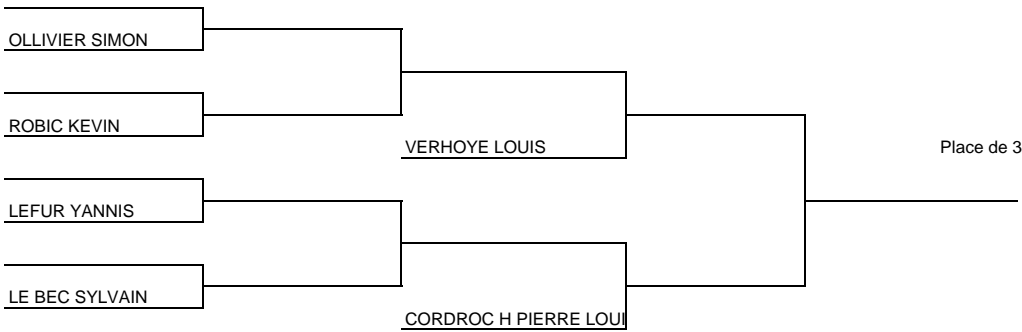 OLLIVIER SIMON
ROBIC KEVIN
VERHOYE LOUIS
Place de 3
LEFUR YANNIS
LE BEC SYLVAIN
CORDROC H PIERRE LOUI